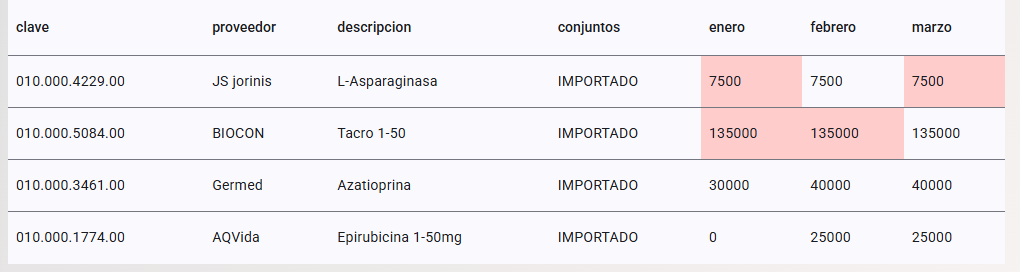 clave proveedor descripcion conjuntos enero febrero marzo
010.000.4229.00 JS jorinis L-Asparaginasa IMPORTADO 7500 7500 7500
010.000.5084.00 BIOCON Tacro 1-50 IMPORTADO 135000 135000 135000
010.000.3461.00 Germed Azatioprina IMPORTADO 30000 40000 40000
010.000.1774.00 AQVida Epirubicina 1-50mg IMPORTADO 0 25000 25000